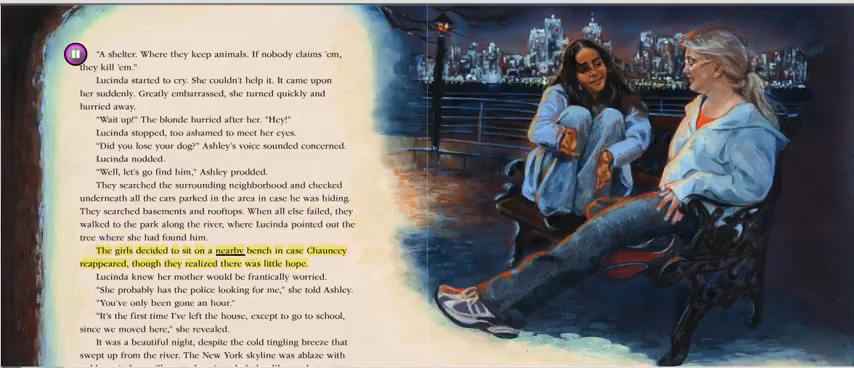 "A shelter. Where they keep animals. If nobody claims 'em,
they kill 'em."
Lucinda started to cry. She couldn't help it. It came upon
her suddenly. Greatly embarrassed, she turned quickly and
hurried away.
"Wait up!" The blonde hurried after her. "Hey!"
Lucinda stopped, too ashamed to meet her eyes.
"Did you lose your dog?" Ashley's voice sounded concerned.
Lucinda nodded.
"Well, let's go find him," Ashley prodded.
They searched the surrounding neighborhood and checked
underneath all the cars parked in the area in case he was hiding.
They searched basements and rooftops. When all else failed, they
walked to the park along the river, where Lucinda pointed out the
tree where she had found him.
The girls decided to sit on a nearby bench in case Chauncey
reappeared, though they realized there was little hope.
Lucinda knew her mother would be frantically worried.
"She probably has the police looking for me," she told Ashley.
"You've only been gone an hour."
"It's the first time I've left the house, except to go to school,
since we moved here," she revealed.
It was a beautiful night, despite the cold tingling breeze that
swept up from the river. The New York skyline was ablaze with